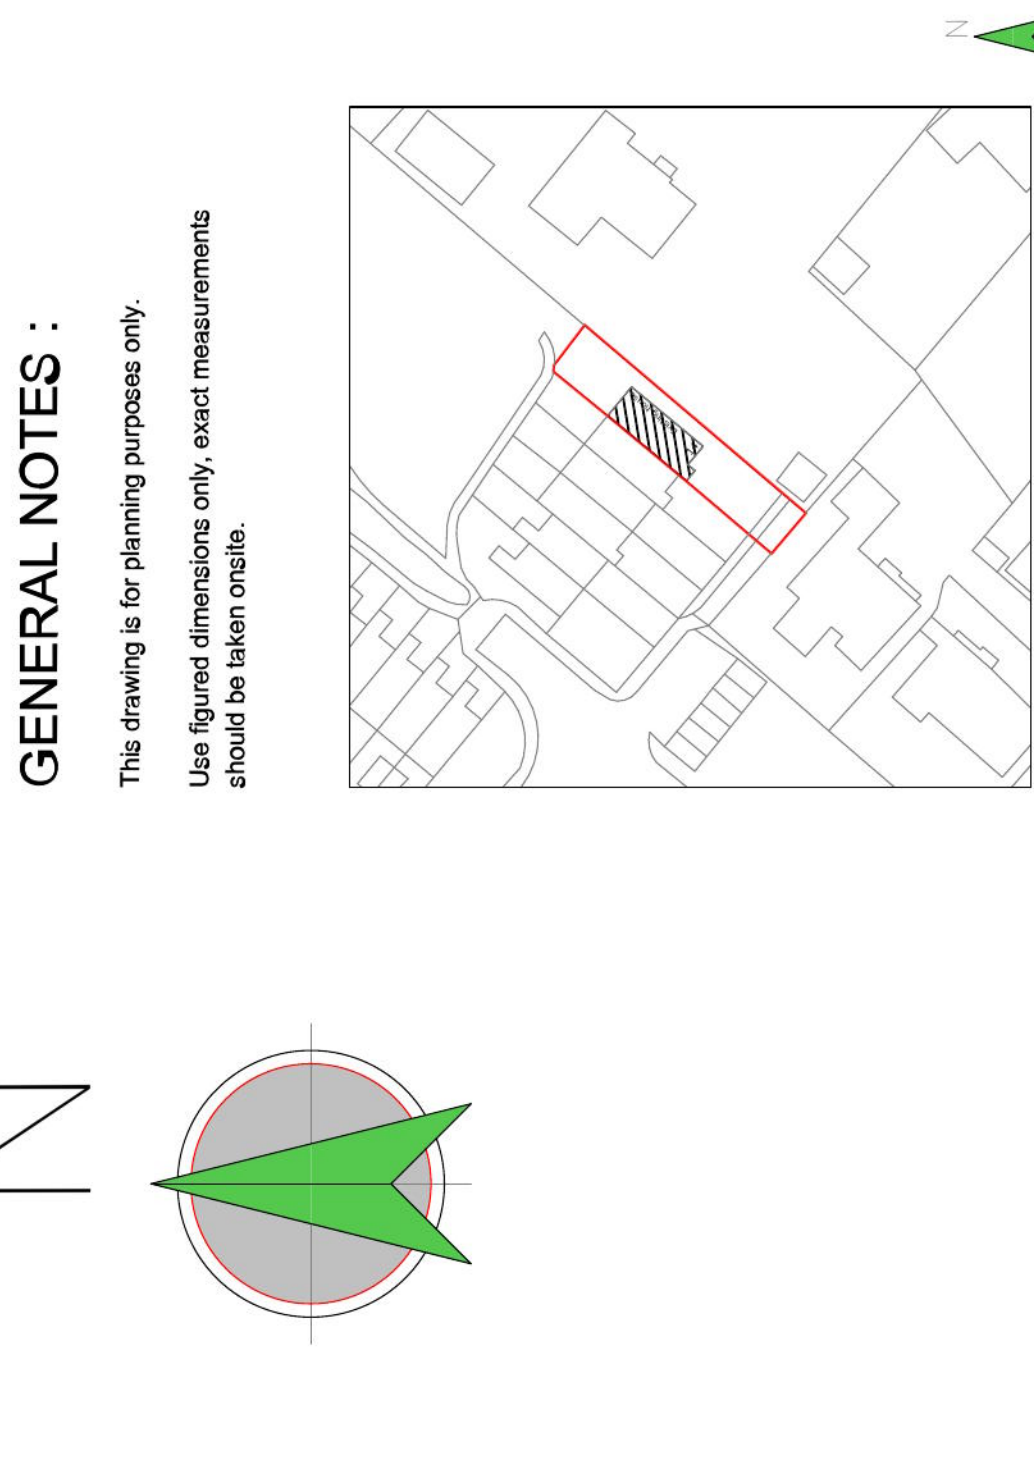 GENERAL NOTES :
This drawing is for planning purposes only.
Use figured dimensions only, exact measurements
should be taken onsite.
N
N